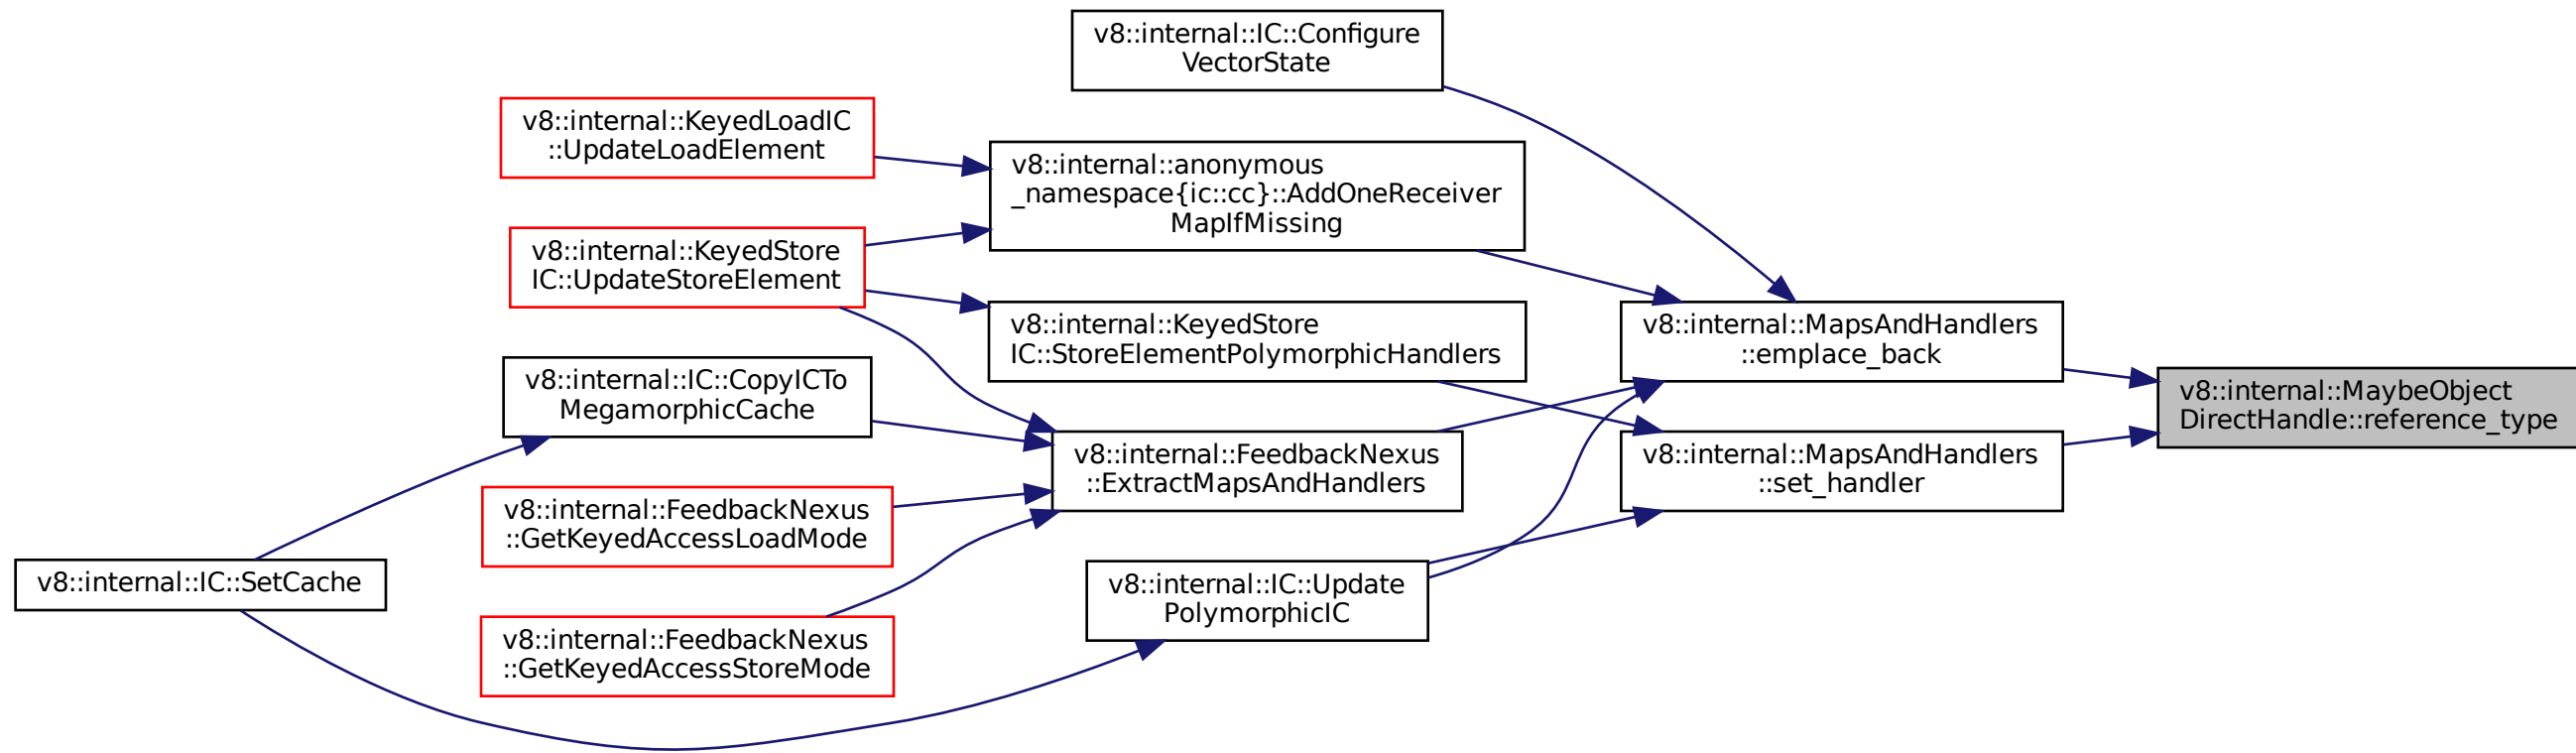 v8::internal::IC::Configure
VectorState
v8::internal::KeyedLoadIC
::UpdateLoadElement
v8::internal::anonymous
_namespace{ic::cc}::AddOneReceiver
MapIfMissing
v8::internal::KeyedStore
IC::UpdateStoreElement
v8::internal::KeyedStore
IC::StoreElementPolymorphicHandlers
v8::internal::MapsAndHandlers
::emplace_back
v8::internal::IC::CopyICTo
MegamorphicCache
v8::internal::MaybeObject
DirectHandle::reference_type
v8::internal::FeedbackNexus
::ExtractMapsAndHandlers
v8::internal::MapsAndHandlers
::set_handler
v8::internal::FeedbackNexus
::GetKeyedAccessLoadMode
v8::internal::IC::SetCache
v8::internal::IC::Update
PolymorphicIC
v8::internal::FeedbackNexus
::GetKeyedAccessStoreMode